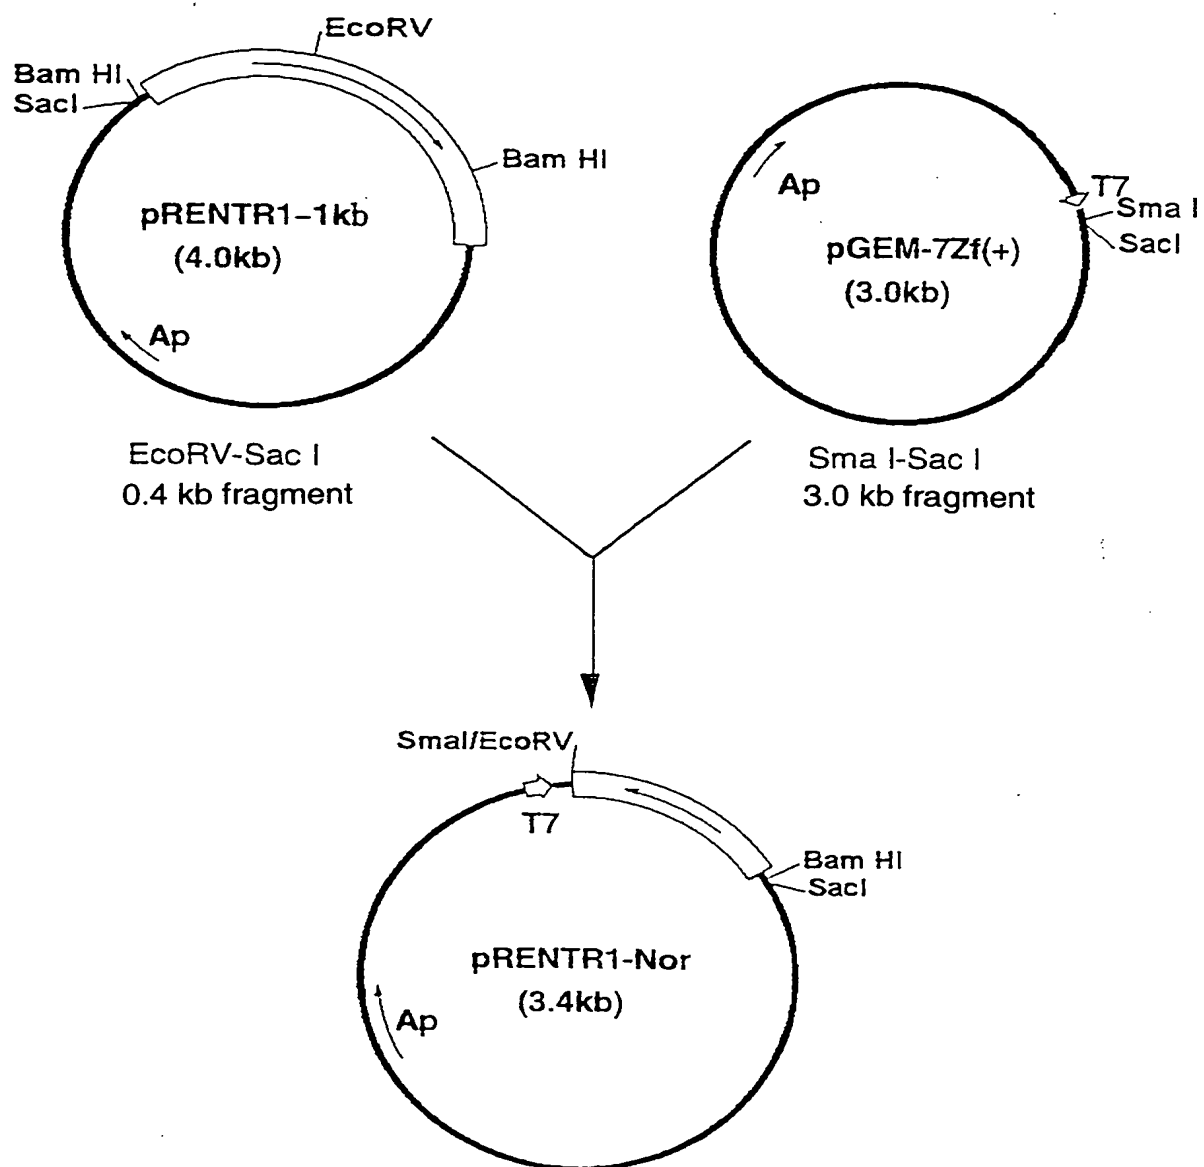 EcoRV
Bam HI
SacI
Bam HI
pRENTR1-1kb
(4.0kb)
Ap
EcoRV-Sac I
0.4 kb fragment
Ap
T7
Sma I
SacI
pGEM-7Zf(+)
(3.0kb)
Sma I-Sac I
3.0 kb fragment
SmaI/EcoRV
T7
Bam HI
SacI
pRENTR1-Nor
(3.4kb)
Ap